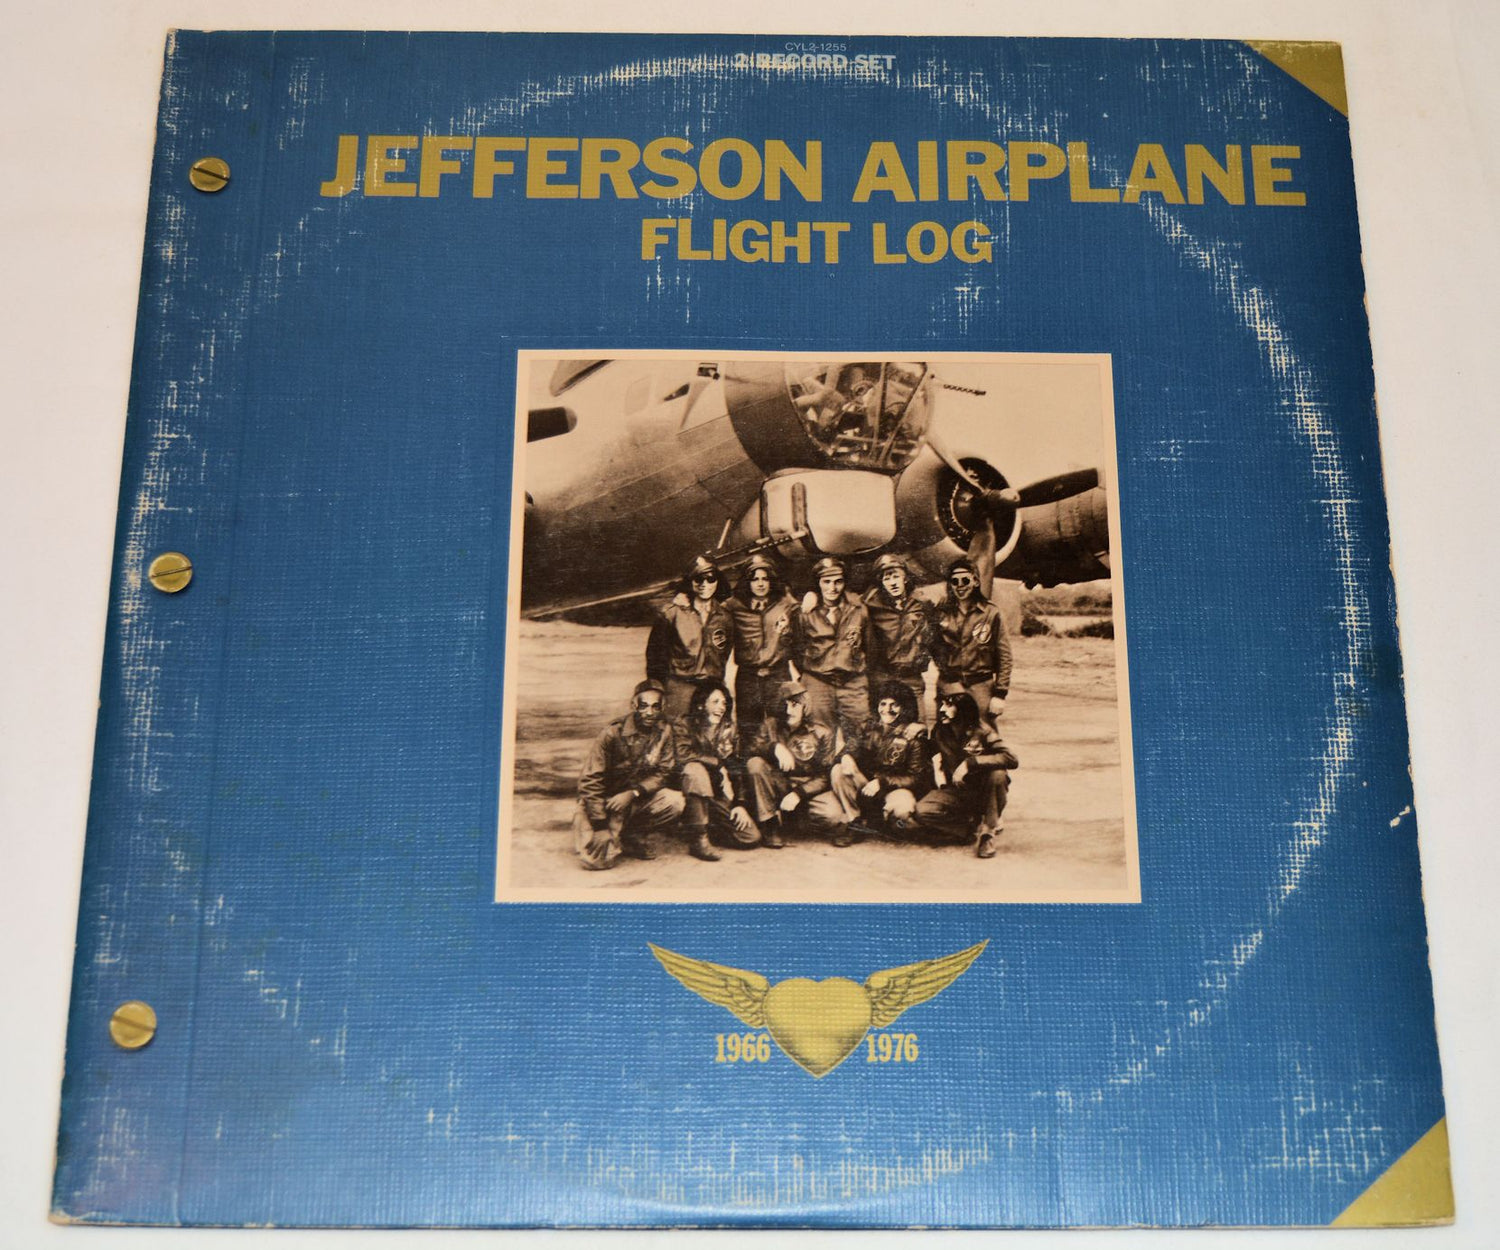 CYL2-1255
2 RECORD SET
JEFFERSON AIRPLANE
FLIGHT LOG
1966 1976